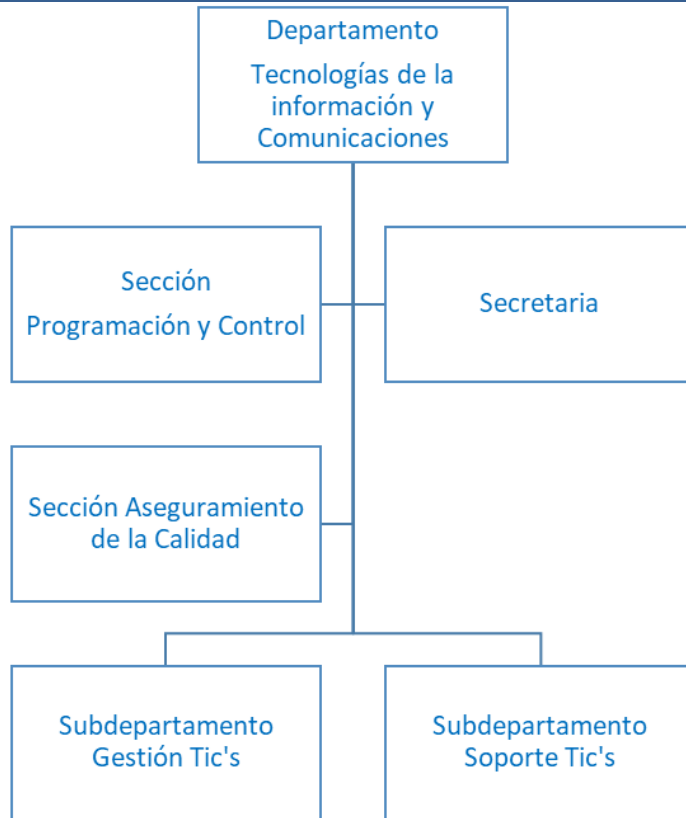 Departamento
Tecnologías de la
información y
Comunicaciones
Sección
Programación y Control
Secretaria
Sección Aseguramiento
de la Calidad
Subdepartamento
Gestión Tic's
Subdepartamento
Soporte Tic's